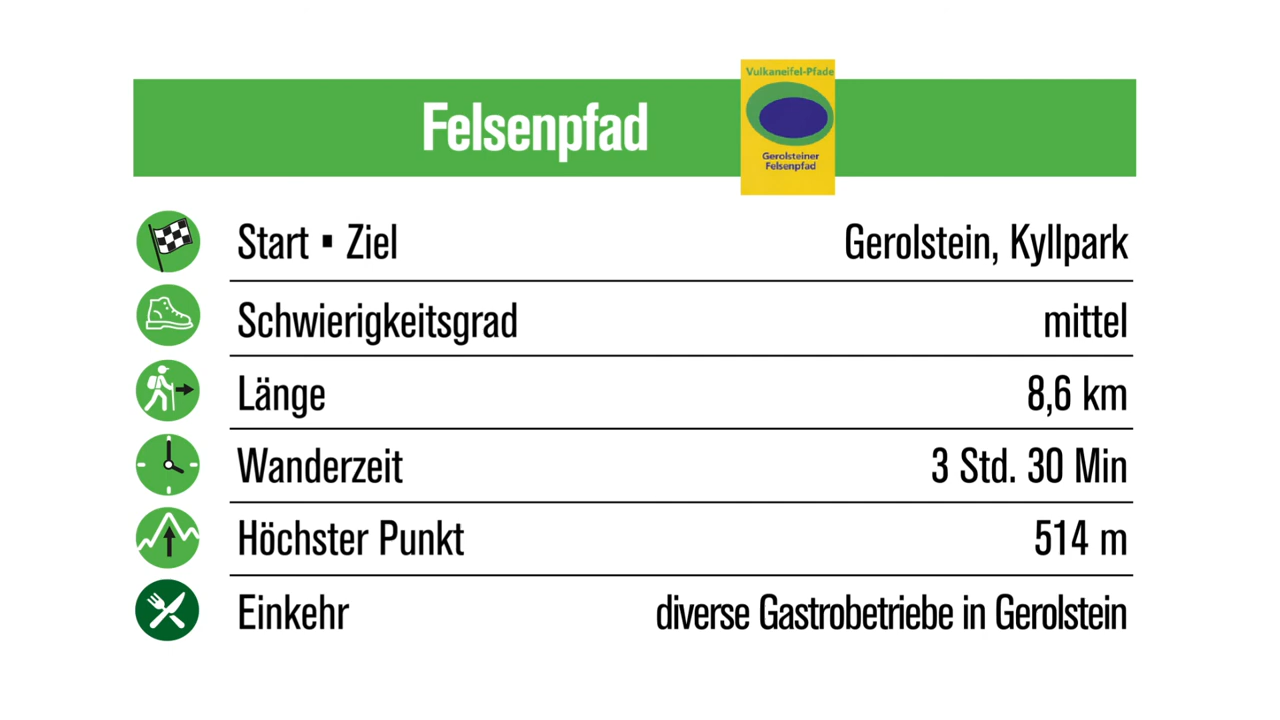 Felsenpfad
Vulkaneifel-Pfade
Gerolsteiner
Felsenpfad
Start ▪ Ziel Gerolstein, Kyllpark
Schwierigkeitsgrad mittel
Länge 8,6 km
Wanderzeit 3 Std. 30 Min
Höchster Punkt 514 m
Einkehr diverse Gastrobetriebe in Gerolstein